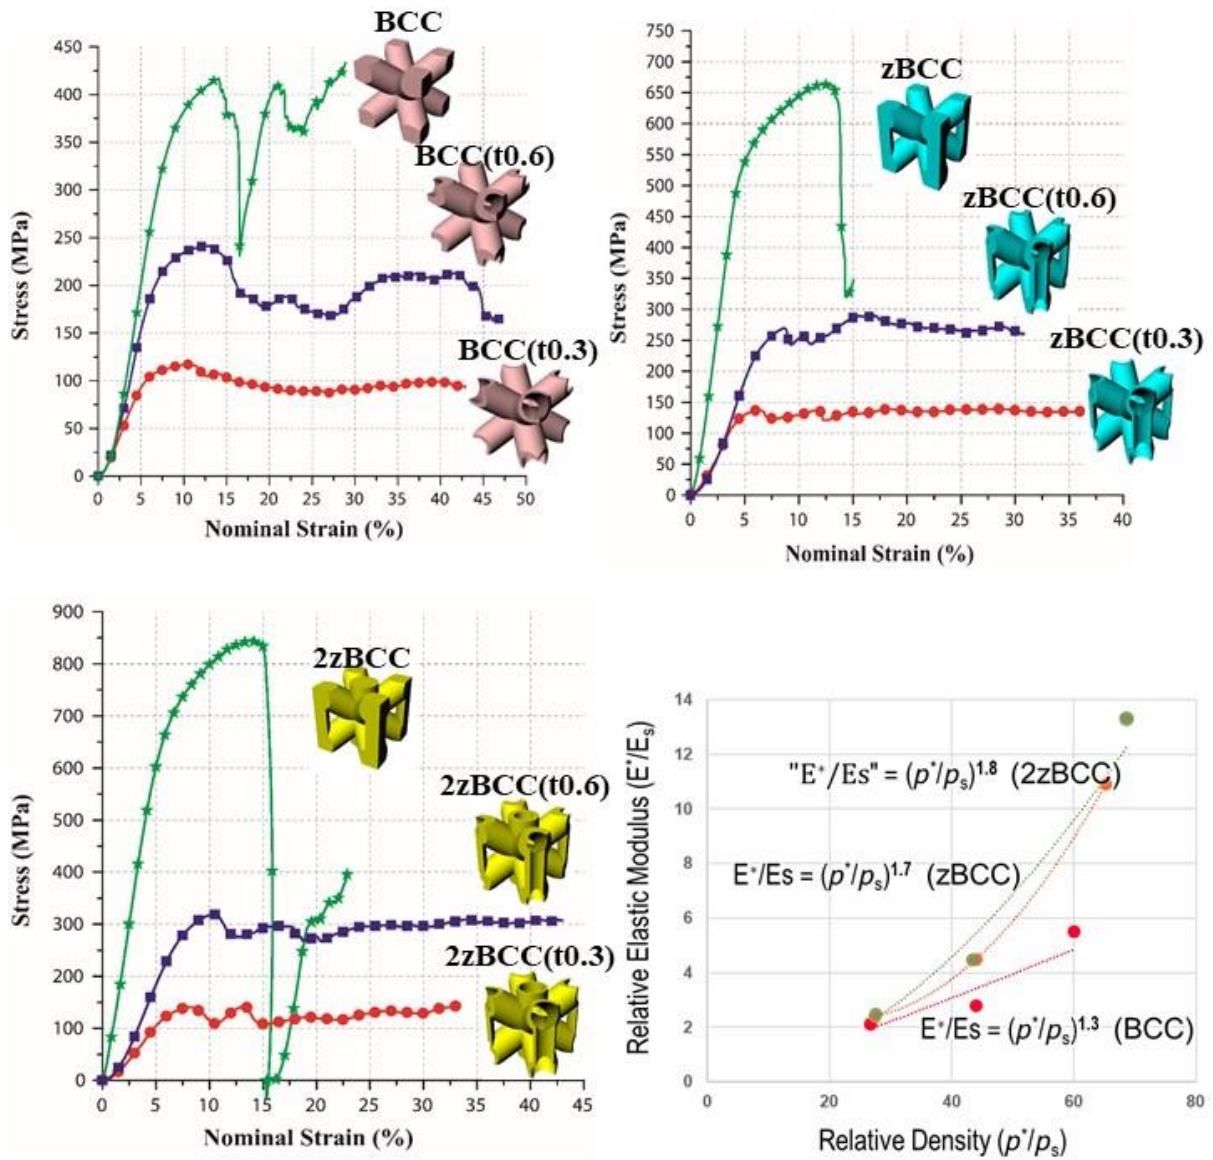 BCC
BCC(t0.6)
BCC(t0.3)
Stress (MPa)
450
400
350
300
250
200
150
100
50
0
0 5 10 15 20 25 30 35 40 45 50
Nominal Strain (%)
zBCC
zBCC(t0.6)
zBCC(t0.3)
Stress (MPa)
750
700
650
600
550
750
500
450
400
350
300
250
200
150
100
50
0
0 5 10 15 20 25 30 35 40
Nominal Strain (%)
2zBCC
2zBCC(t0.6)
2zBCC(t0.3)
Stress (MPa)
900
800
700
600
500
400
300
200
100
0
0 5 10 15 20 25 30 35 40 45
Nominal Strain (%)
Relative Elastic Modulus (E*/Es)
14
12
10
8
6
4
2
0
"E*/Es" = (p*/ps)1.8 (2zBCC)
E*/Es = (p*/ps)1.7 (zBCC)
E*/Es = (p*/ps)1.3 (BCC)
0 20 40 60 80
Relative Density (p*/ps)